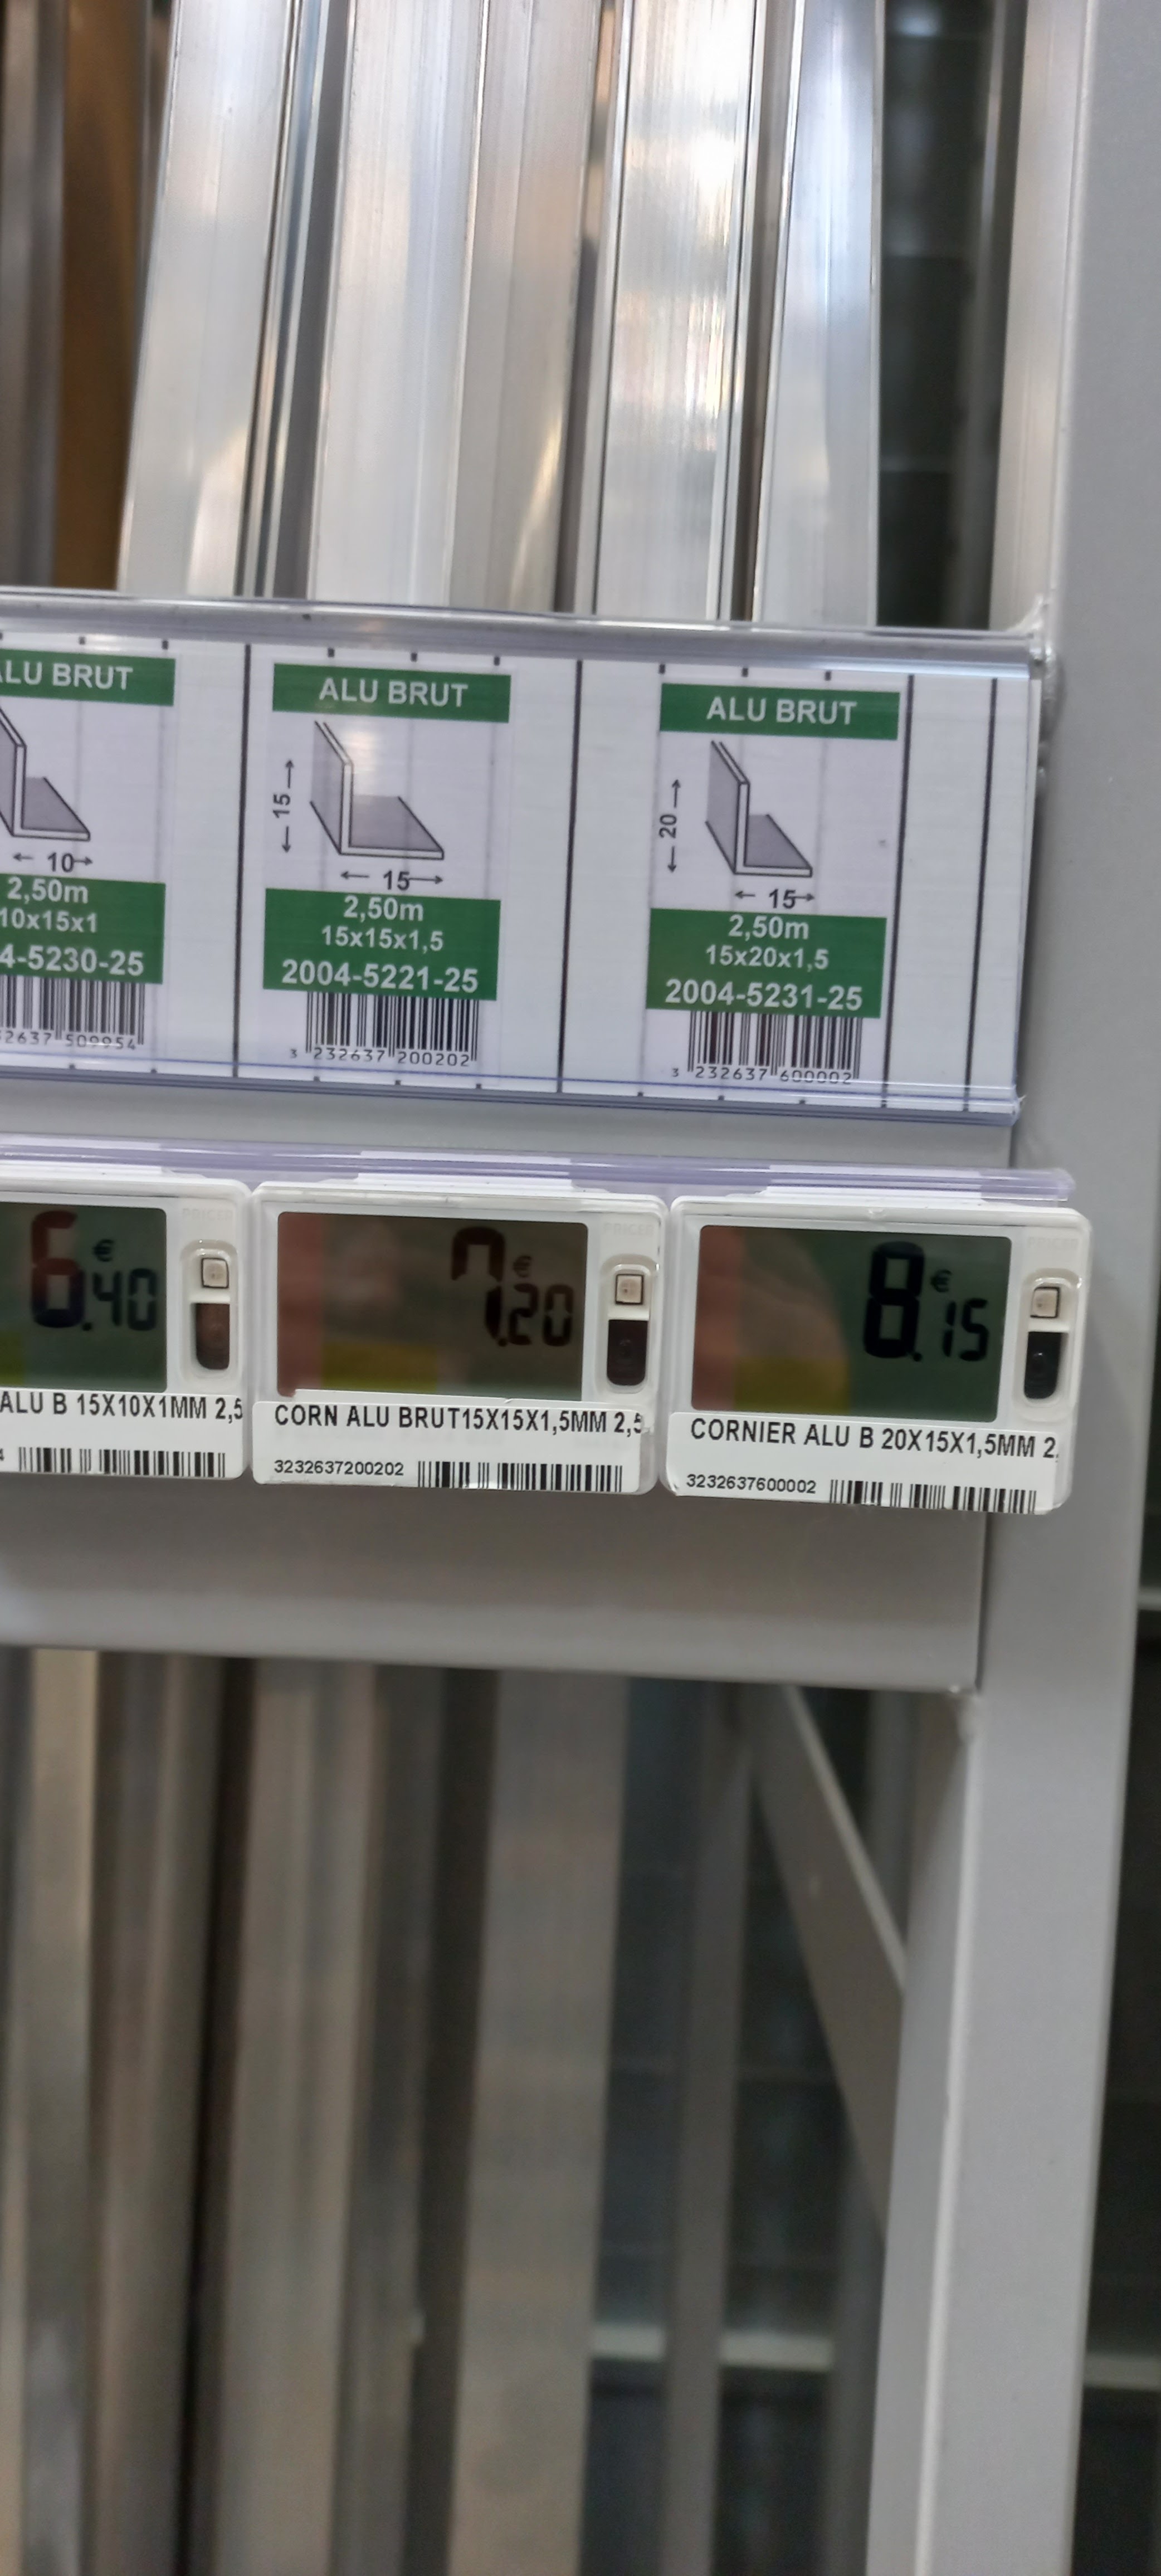 ALU BRUT
10
2,50m
10x15x1
4-5230-25
32637 509954
ALU BRUT
15
15
2,50m
15x15x1,5
2004-5221-25
3 232637 200202
ALU BRUT
20
15
2,50m
15x20x1,5
2004-5231-25
3 232637 600002
6.€40
ALU B 15X10X1MM 2,5
7.€20
CORN ALU BRUT15X15X1,5MM 2,5
3232637200202
8.€15
CORNIER ALU B 20X15X1,5MM 2
3232637600002